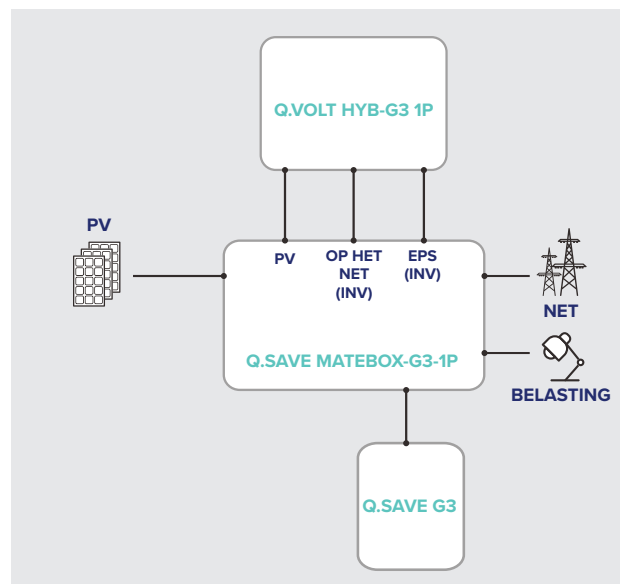 Q.VOLT HYB-G3 1P
PV
PV
OP HET
NET
(INV)
EPS
(INV)
NET
Q.SAVE MATEBOX-G3-1P
BELASTING
Q.SAVE G3